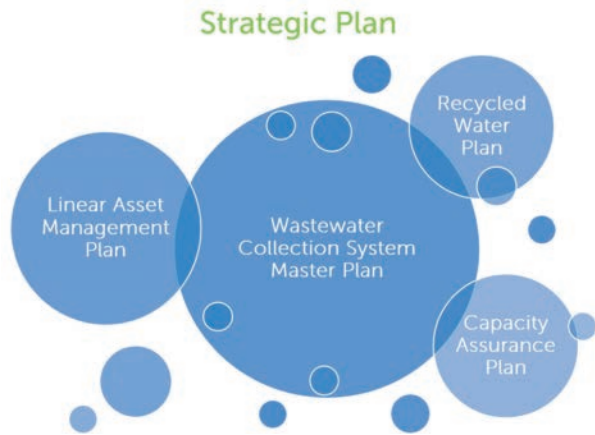 Strategic Plan
Recycled
Water
Plan
Linear Asset
Management
Plan
Wastewater
Collection System
Master Plan
Capacity
Assurance
Plan